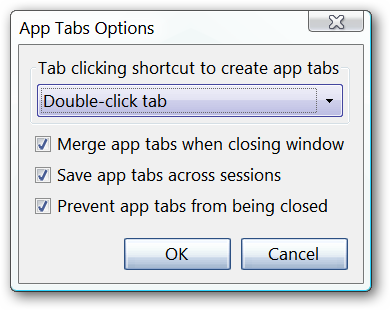 App Tabs Options
Tab clicking shortcut to create app tabs
Double-click tab
Merge app tabs when closing window
Save app tabs across sessions
Prevent app tabs from being closed
OK
Cancel